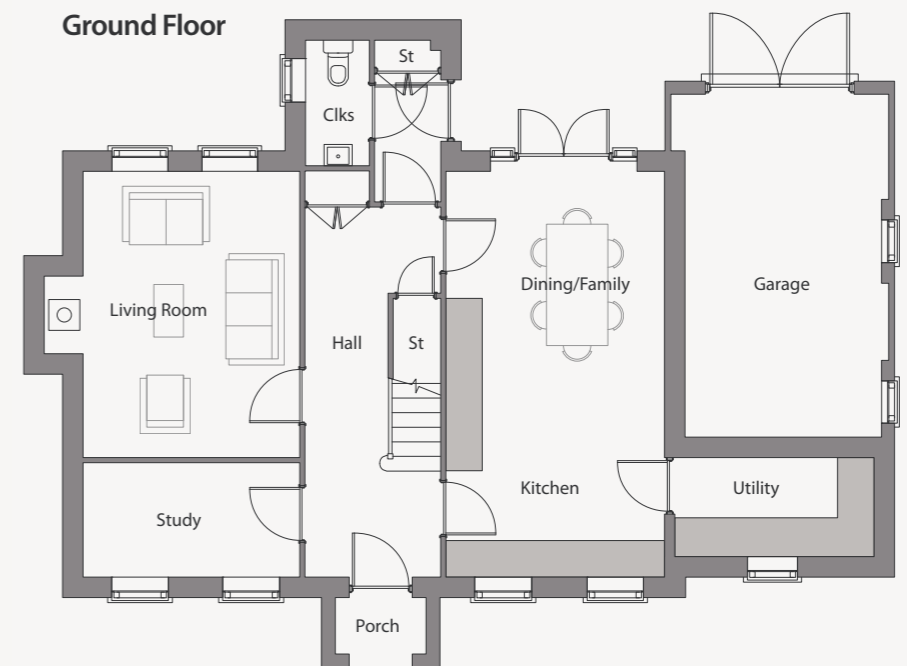 Ground Floor
St
Clks
Living Room
Hall
St
Dining/Family
Garage
Study
Kitchen
Utility
Porch